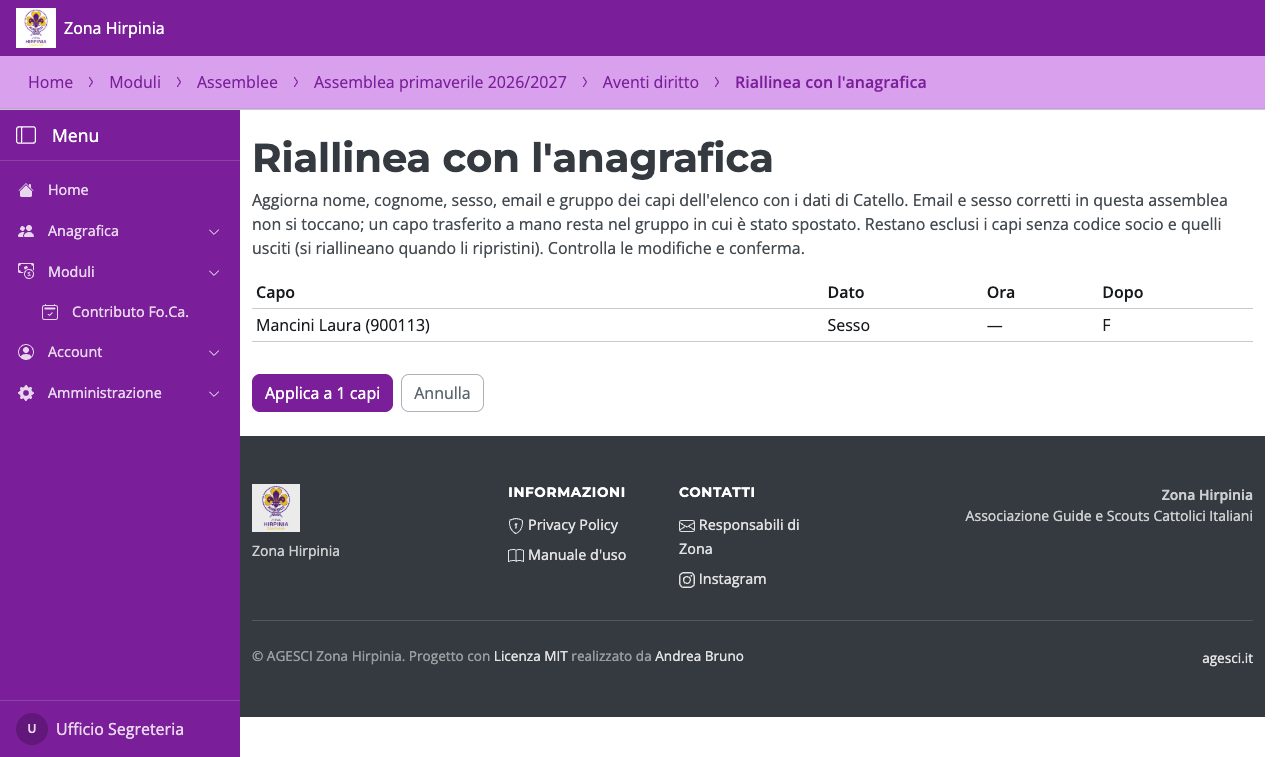 Zona Hirpinia
Home
Moduli
Assemblee
Assemblea primaverile 2026/2027
Aventi diritto
Riallinea con l'anagrafica
Menu
Home
Anagrafica
Moduli
Contributo Fo.Ca.
Account
Amministrazione
Riallinea con l'anagrafica
Aggiorna nome, cognome, sesso, email e gruppo dei capi dell'elenco con i dati di Catello. Email e sesso corretti in questa assemblea
non si toccano; un capo trasferito a mano resta nel gruppo in cui è stato spostato. Restano esclusi i capi senza codice socio e quelli
usciti (si riallineano quando li ripristini). Controlla le modifiche e conferma.
Capo Dato Ora Dopo
Mancini Laura (900113) Sesso — F
Applica a 1 capi
Annulla
ZONA
HIRPINIA
Zona Hirpinia
INFORMAZIONI
Privacy Policy
Manuale d'uso
CONTATTI
Responsabili di
Zona
Instagram
Zona Hirpinia
Associazione Guide e Scouts Cattolici Italiani
© AGESCI Zona Hirpinia. Progetto con Licenza MIT realizzato da Andrea Bruno
agesci.it
U
Ufficio Segreteria